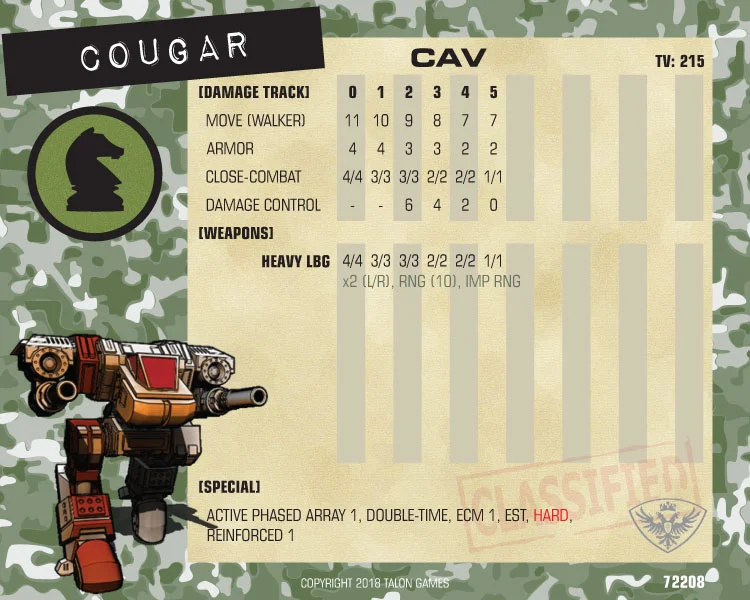 COUGAR
CAV
TV: 215
[DAMAGE TRACK] 0 1 2 3 4 5
MOVE (WALKER) 11 10 9 8 7 7
ARMOR 4 4 3 3 2 2
CLOSE-COMBAT 4/4 3/3 3/3 2/2 2/2 1/1
DAMAGE CONTROL - - 6 4 2 0
[WEAPONS]
HEAVY LBG 4/4 3/3 3/3 2/2 2/2 1/1
x2 (L/R), RNG (10), IMP RNG
[SPECIAL]
CLASSIFIED
ACTIVE PHASED ARRAY 1, DOUBLE-TIME, ECM 1, EST, HARD,
REINFORCED 1
COPYRIGHT 2018 TALON GAMES
72208